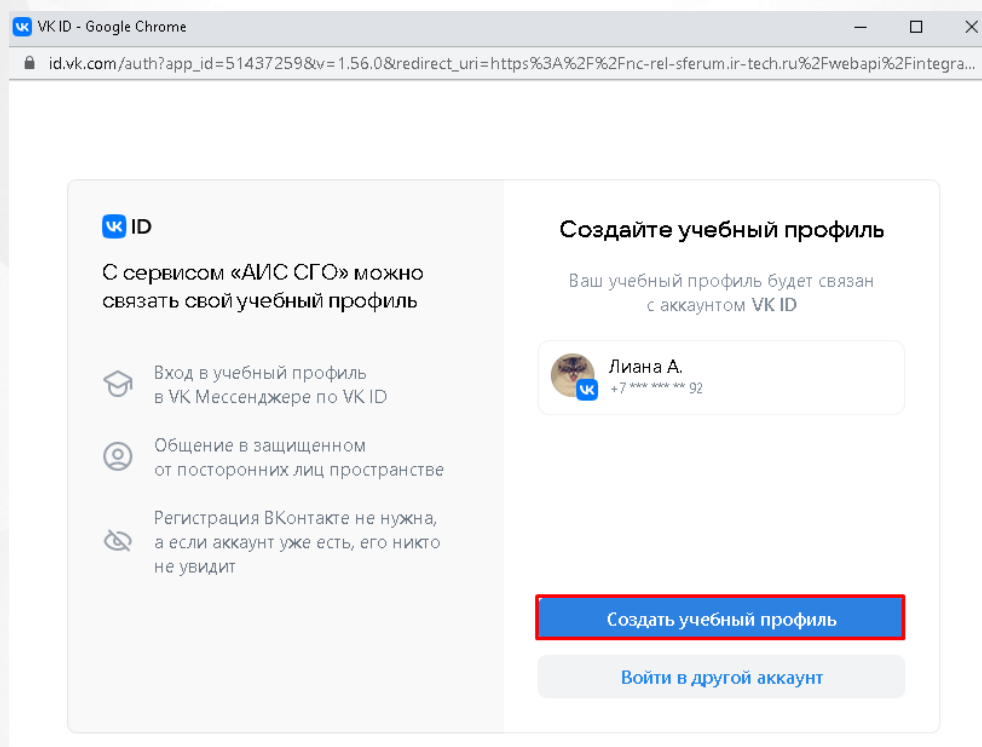 VK ID - Google Chrome
id.vk.com/auth?app_id=51437259&v=1.56.0&redirect_uri=https%3A%2F%2Fnc-rel-sferum.ir-tech.ru%2Fwebapi%2Fintegra...
VK ID
С сервисом «АИС СГО» можно
связать свой учебный профиль
Вход в учебный профиль
в VK Мессенджере по VK ID
Общение в защищенном
от посторонних лиц пространстве
Регистрация ВКонтакте не нужна,
а если аккаунт уже есть, его никто
не увидит
Создайте учебный профиль
Ваш учебный профиль будет связан
с аккаунтом VK ID
Лиана А.
+7 *** *** ** 92
Создать учебный профиль
Войти в другой аккаунт